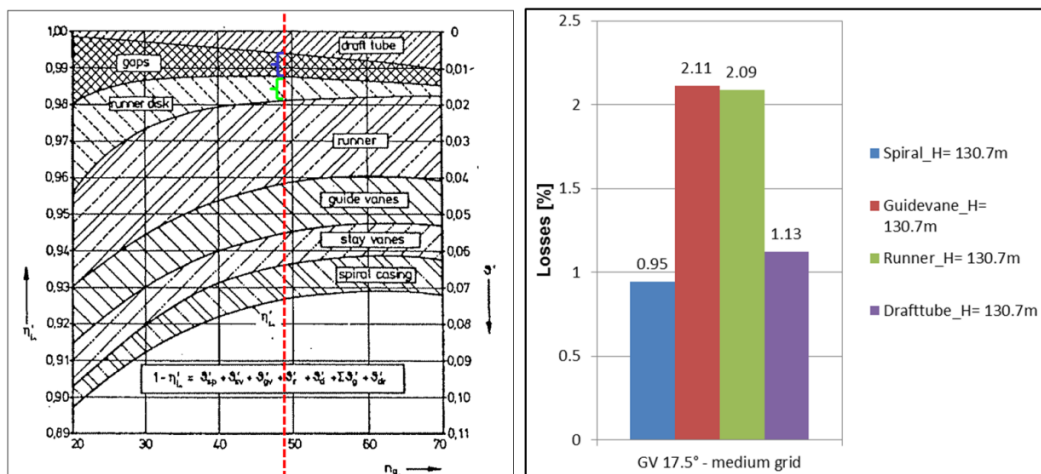 1,00
0,99
0,98
0,97
0,96
0,95
0,94
0,93
0,92
0,91
0,90
0,89
0
0,01
0,02
0,03
0,04
0,05
0,06
0,07
0,08
0,09
0,10
0,11
draft tube
gaps
runner disk
runner
guide vanes
stay vanes
spiral casing
20
30
40
50
60
70
Losses [%]
2.5
2
1.5
1
0.5
0
0.95
2.11
2.09
1.13
GV 17.5° - medium grid
Spiral_H= 130.7m
Guidevane_H=
130.7m
Runner_H= 130.7m
Drafttube_H= 130.7m